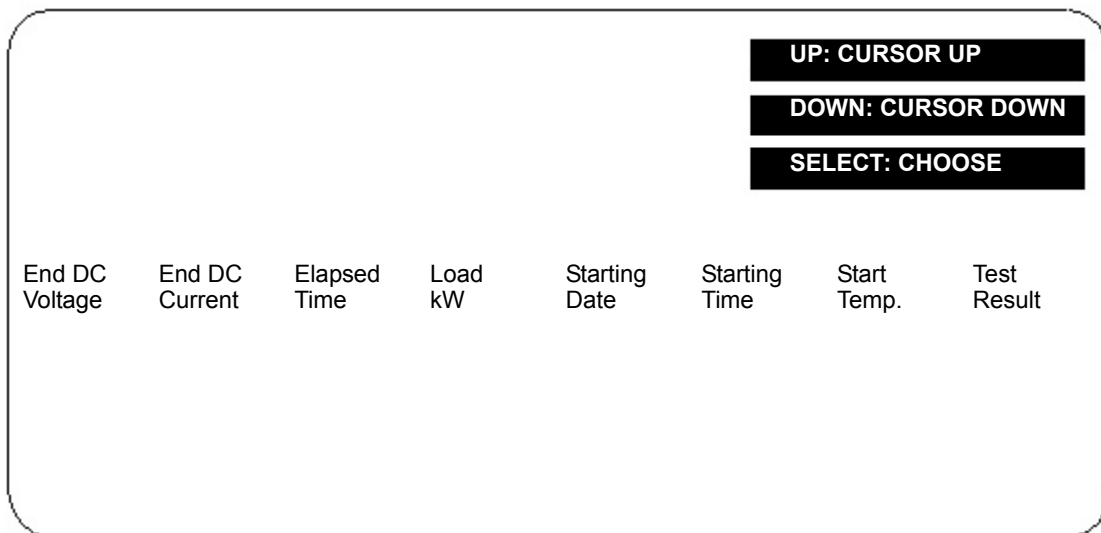 UP: CURSOR UP
DOWN: CURSOR DOWN
SELECT: CHOOSE
End DC End DC Elapsed Load Starting Starting Start Test
Voltage Current Time kW Date Time Temp. Result